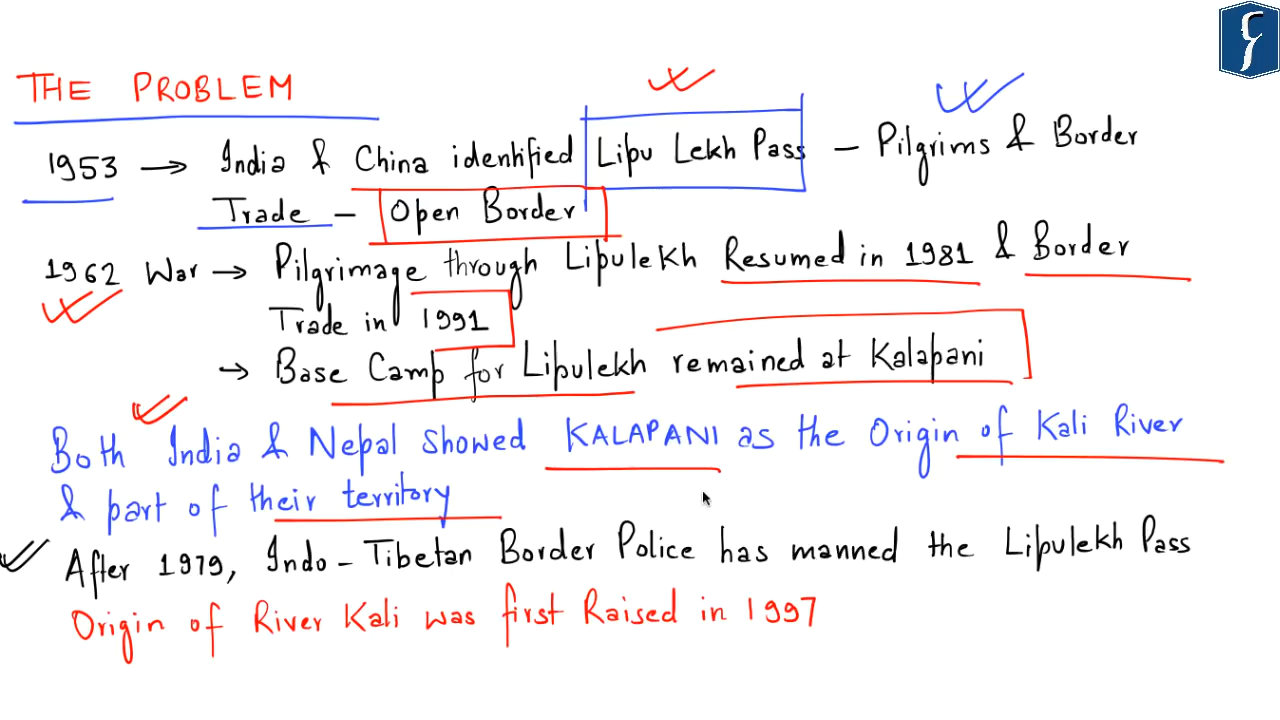 THE PROBLEM
1953 → India & China identified Lipu Lekh Pass – Pilgrims & Border
Trade – Open Border
1962 War → Pilgrimage through Lipulekh Resumed in 1981 & Border
Trade in 1991
→ Base Camp for Lipulekh remained at Kalapani
Both India & Nepal showed KALAPANI as the Origin of Kali River
& part of their territory
After 1979, Indo-Tibetan Border Police has manned the Lipulekh Pass
Origin of River Kali was first Raised in 1997